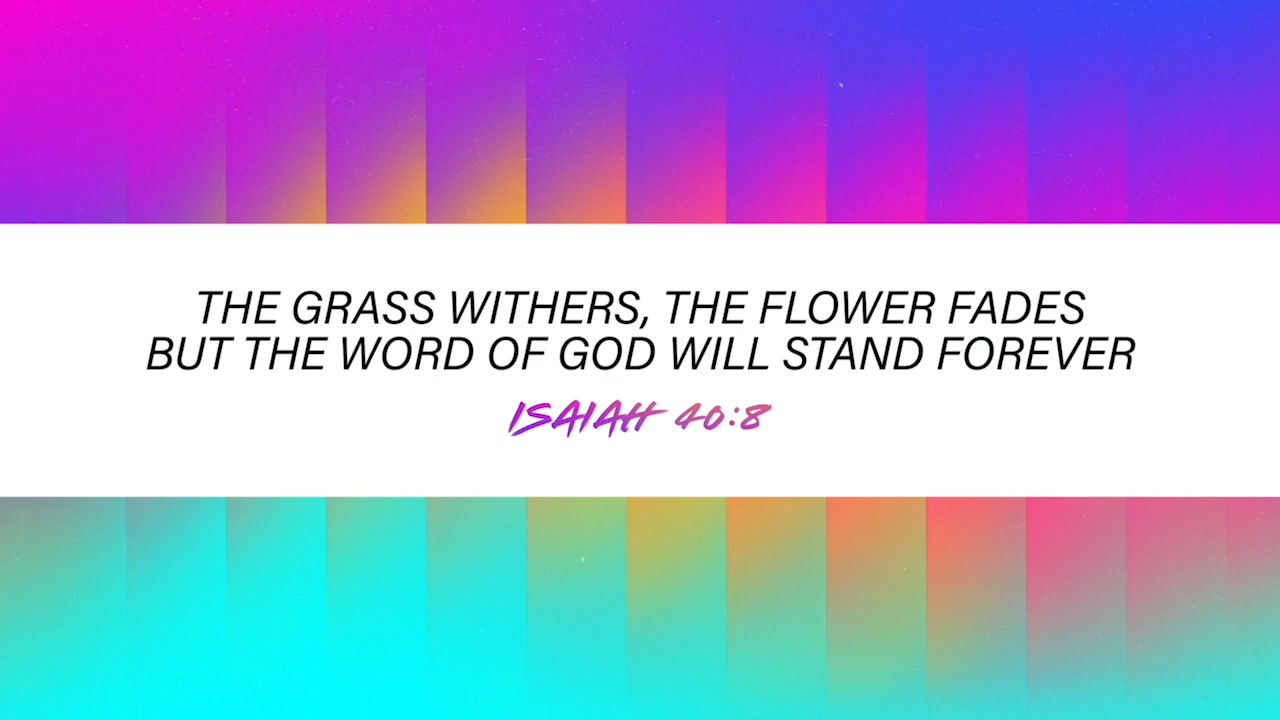 THE GRASS WITHERS, THE FLOWER FADES
BUT THE WORD OF GOD WILL STAND FOREVER
ISAIAH 40:8